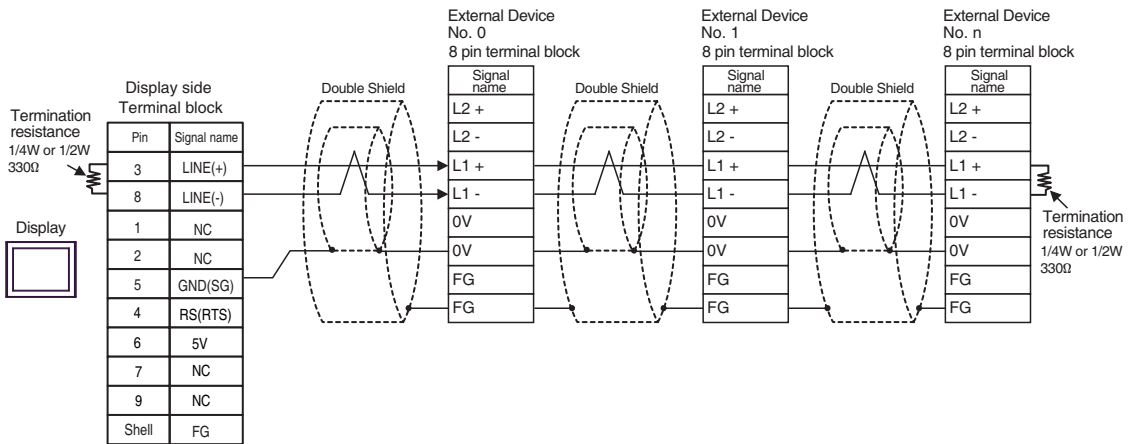 External Device
No. 0
8 pin terminal block
External Device
No. 1
8 pin terminal block
External Device
No. n
8 pin terminal block
Display side
Terminal block
Termination
resistance
1/4W or 1/2W
330Ω
Display
Pin Signal name
3 LINE(+)
8 LINE(-)
1 NC
2 NC
5 GND(SG)
4 RS(RTS)
6 5V
7 NC
9 NC
Shell FG
Double Shield
Signal
name
L2 +
L2 -
L1 +
L1 -
0V
0V
FG
FG
Double Shield
Signal
name
L2 +
L2 -
L1 +
L1 -
0V
0V
FG
FG
Double Shield
Signal
name
L2 +
L2 -
L1 +
L1 -
0V
0V
FG
FG
Termination
resistance
1/4W or 1/2W
330Ω